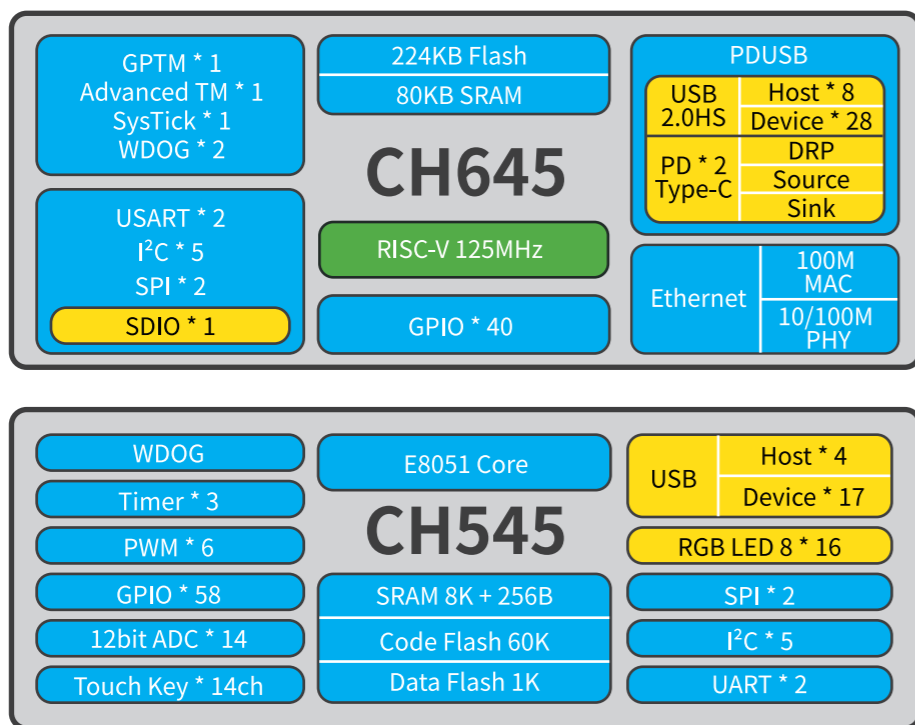 GPTM * 1
Advanced TM * 1
SysTick * 1
WDOG * 2
USART * 2
I²C * 5
SPI * 2
SDIO * 1
224KB Flash
80KB SRAM
CH645
RISC-V 125MHz
GPIO * 40
PDUSB
USB
2.0HS
Host * 8
Device * 28
PD * 2
Type-C
DRP
Source
Sink
Ethernet
100M
MAC
10/100M
PHY
WDOG
Timer * 3
PWM * 6
GPIO * 58
12bit ADC * 14
Touch Key * 14ch
E8051 Core
CH545
SRAM 8K + 256B
Code Flash 60K
Data Flash 1K
USB
Host * 4
Device * 17
RGB LED 8 * 16
SPI * 2
I²C * 5
UART * 2